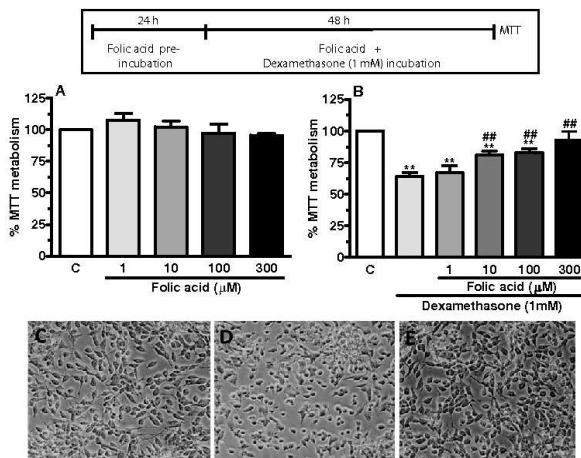 24 h 48 h
MTT
Folic acid pre- Folic acid +
incubation Dexamethasone (1 mM) incubation
A
% MTT metabolism
125
100
75
50
25
0
C 1 10 100 300
Folic acid (μM)
B
% MTT metabolism
125
100
75
50
25
0
** ** ## ** ## ** ##
C 1 10 100 300
Folic acid (μM)
Dexamethasone (1mM)
C D E